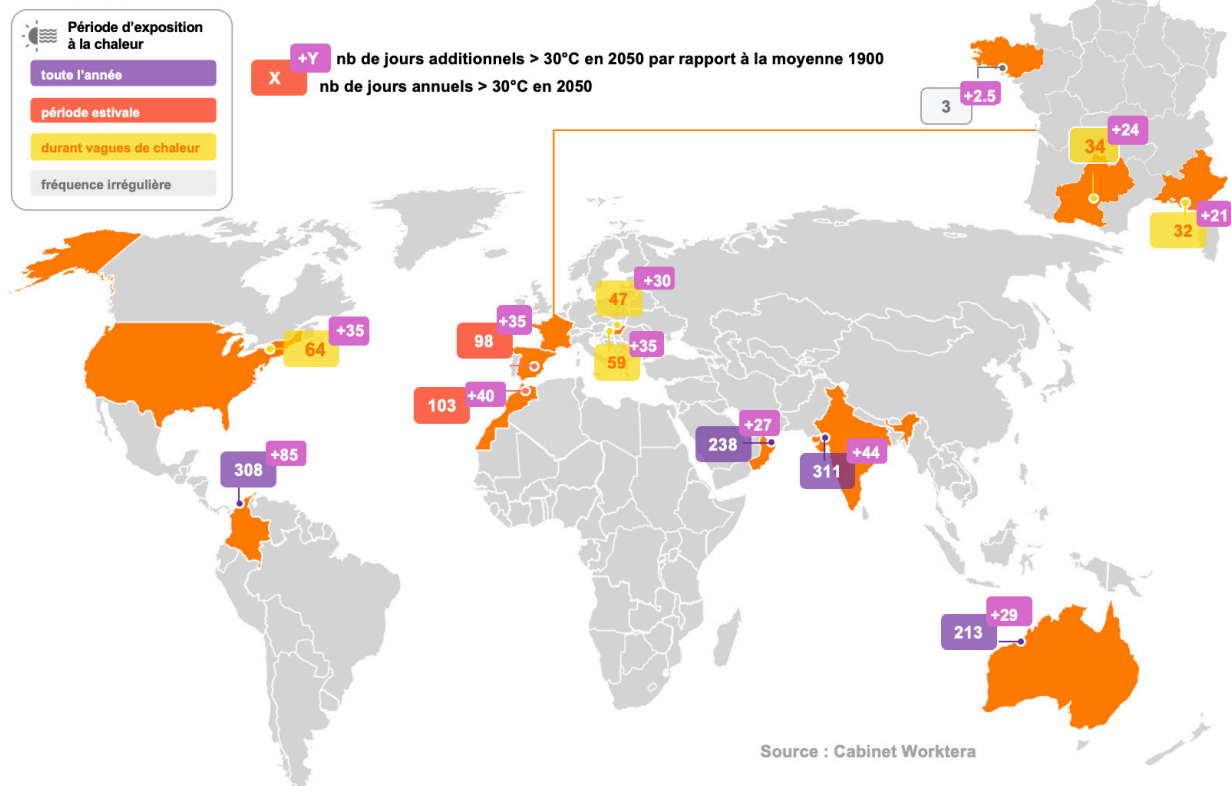 Période d'exposition
à la chaleur
toute l'année
période estivale
durant vagues de chaleur
fréquence irrégulière
+Y nb de jours additionnels > 30°C en 2050 par rapport à la moyenne 1900
X nb de jours annuels > 30°C en 2050
3 +2.5
34 +24
32 +21
64 +35
98 +35
47 +30
59 +35
103 +40
308 +85
238 +27
311 +44
213 +29
Source : Cabinet Worktera